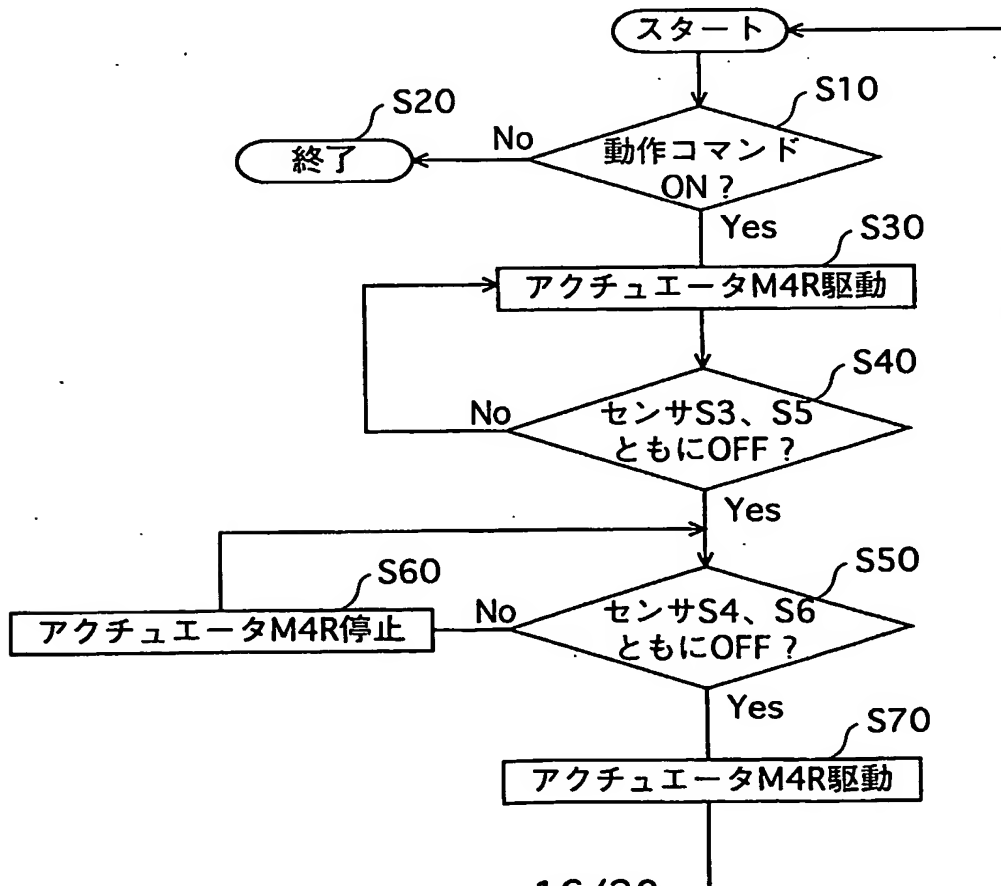 スタート
S10
S20
終了
No
動作コマンド
ON ?
Yes
S30
アクチュエータM4R駆動
S40
No
センサS3、S5
ともにOFF ?
Yes
S50
S60
アクチュエータM4R停止
No
センサS4、S6
ともにOFF ?
Yes
S70
アクチュエータM4R駆動